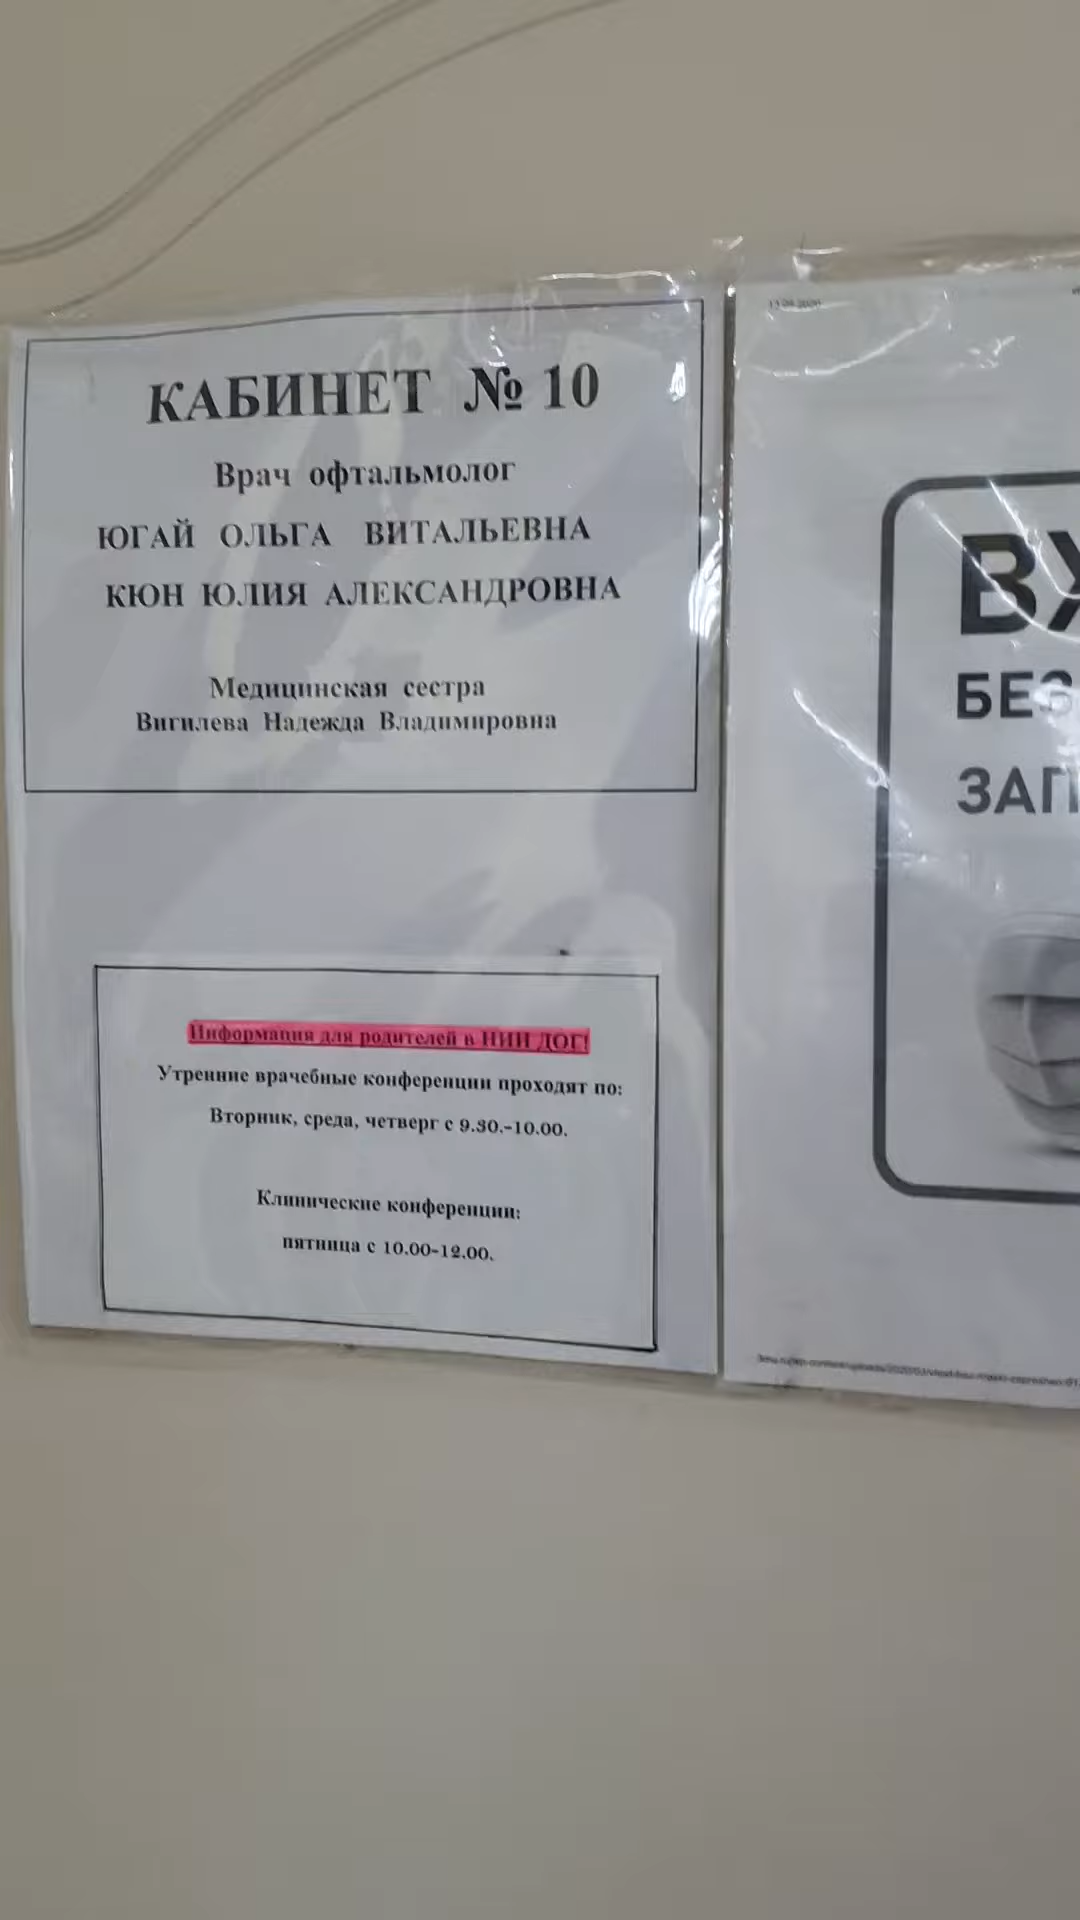 КАБИНЕТ № 10
Врач офтальмолог
ЮГАЙ ОЛЬГА ВИТАЛЬЕВНА
КЮН ЮЛИЯ АЛЕКСАНДРОВНА
Медицинская сестра
Вигилева Надежда Владимировна
Информация для родителей в НИИ ДОГ!
Утренние врачебные конференции проходят по:
Вторник, среда, четверг с 9.30.-10.00.
Клинические конференции:
пятница с 10.00-12.00.
БЕЗ